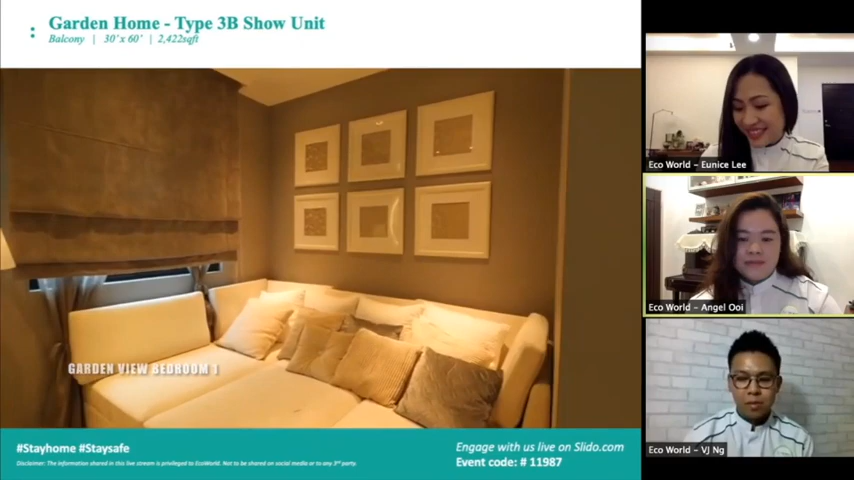 Garden Home - Type 3B Show Unit
Balcony | 30' x 60' | 2,422sqft
GARDEN VIEW BEDROOM 1
#Stayhome #Staysafe
Disclaimer: The information shared in this live stream is privileged to EcoWorld. Not to be shared on social media or to any 3rd party.
Engage with us live on Slido.com
Event code: # 11987
Eco World – Eunice Lee
Eco World – Angel Ooi
Eco World – VJ Ng